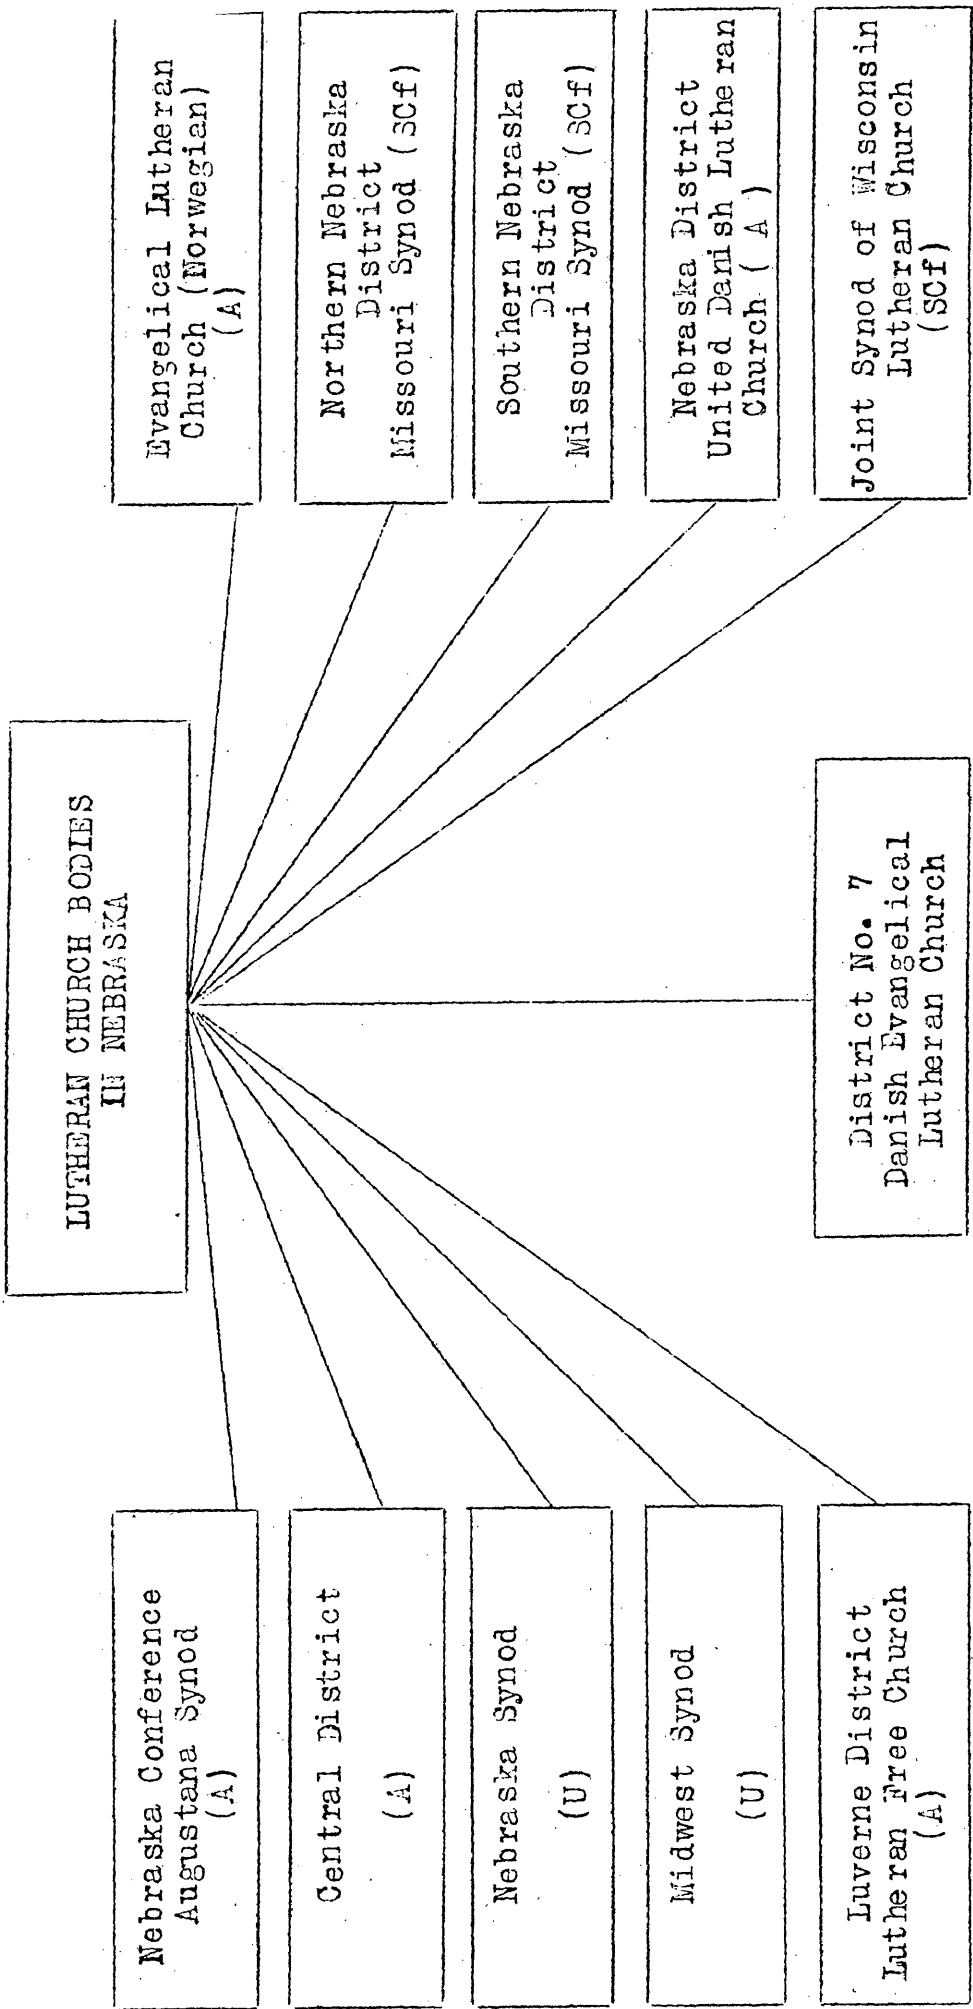 LUTHERAN CHURCH BODIES
IN NEBRASKA
Nebraska Conference
Augustana Synod
(A)
Central District
(A)
Nebraska Synod
(U)
Midwest Synod
(U)
Luverne District
Lutheran Free Church
(A)
District No. 7
Danish Evangelical
Lutheran Church
Evangelical Lutheran
Church (Norwegian)
(A)
Northern Nebraska
District
Missouri Synod (SCf)
Southern Nebraska
District
Missouri Synod (SCf)
Nebraska District
United Danish Lutheran
Church ( A )
Joint Synod of Wisconsin
Lutheran Church
(SCf)